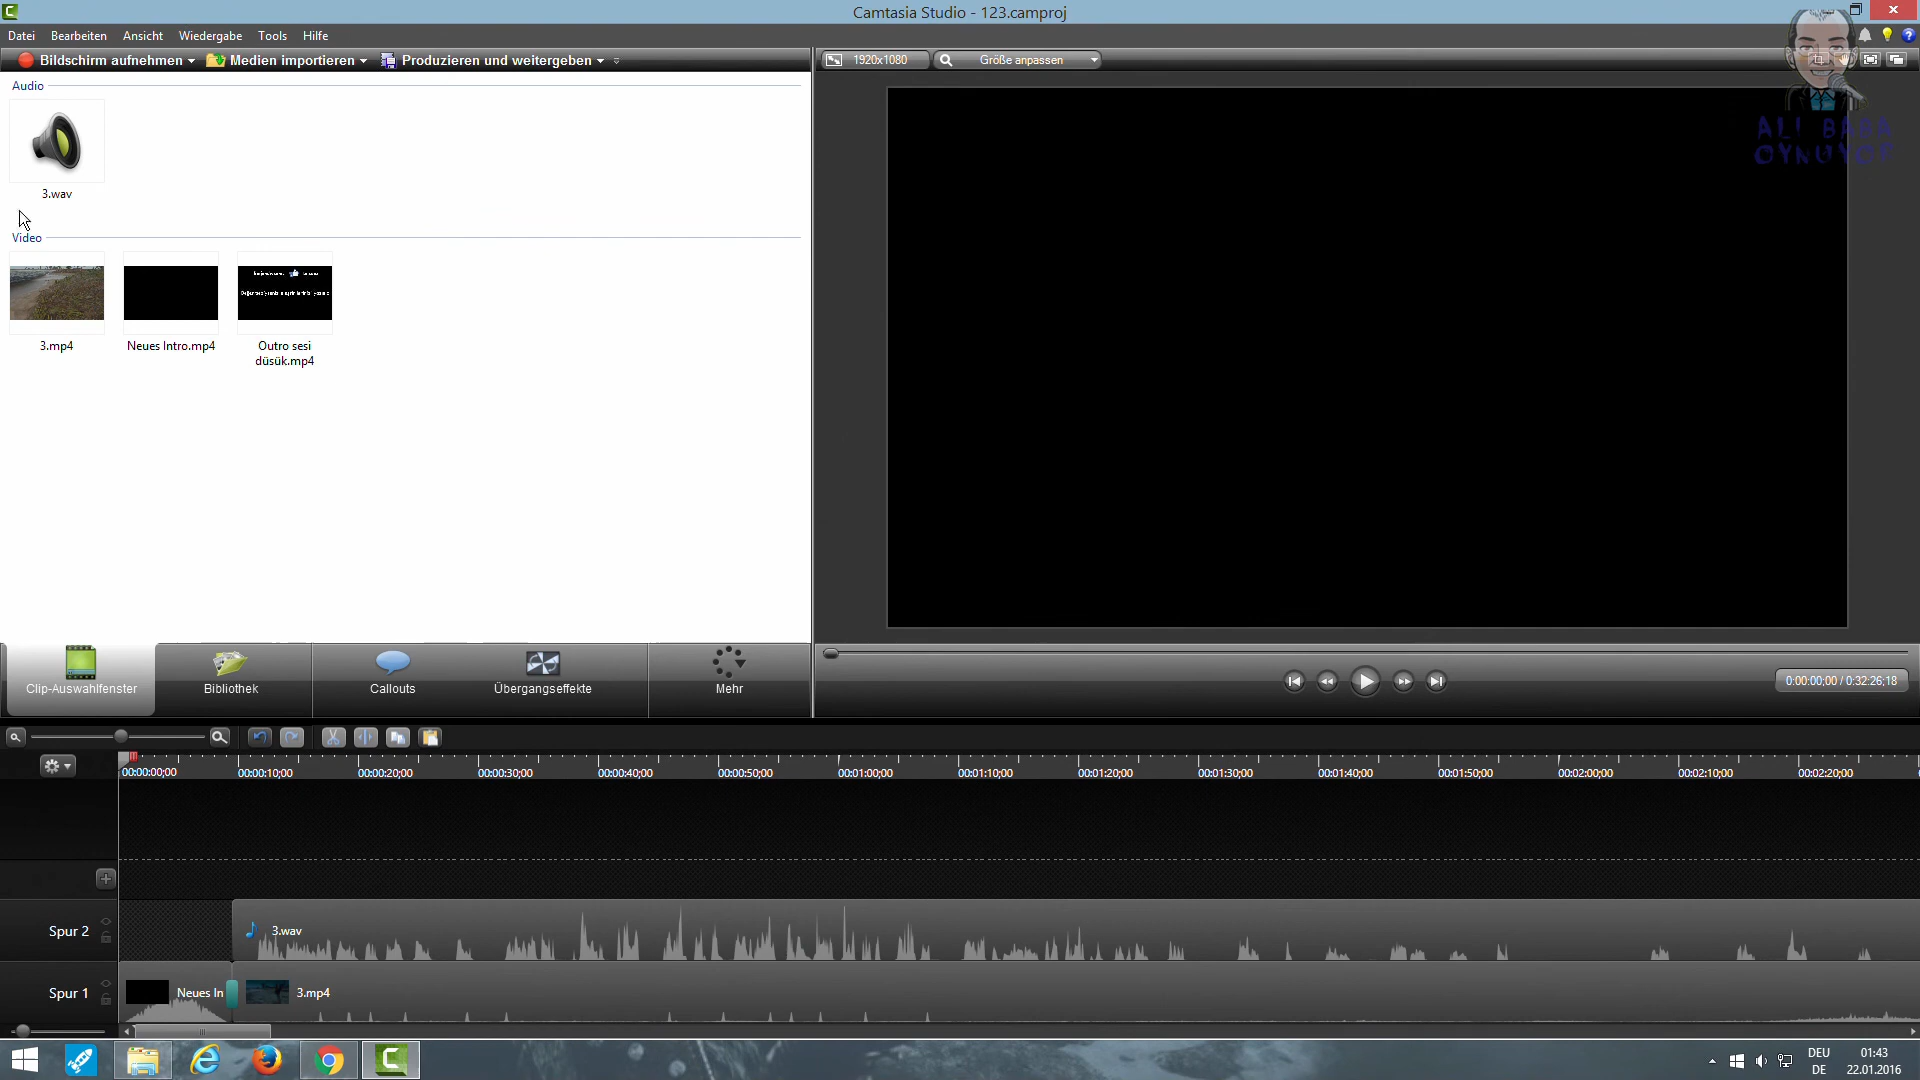 Camtasia Studio - 123.camproj
Datei Bearbeiten Ansicht Wiedergabe Tools Hilfe
Bildschirm aufnehmen Medien importieren Produzieren und weitergeben
1920x1080 Größe anpassen
ALI BABA
OYNUYOR
Audio
3.wav
Video
3.mp4 Neues Intro.mp4 Outro sesi
düsük.mp4
Clip-Auswahlfenster Bibliothek Callouts Übergangseffekte Mehr
0:00:00;00 / 0:32:26;18
00:00:00;00 00:00:10;00 00:00:20;00 00:00:30;00 00:00:40;00 00:00:50;00 00:01:00;00 00:01:10;00 00:01:20;00 00:01:30;00 00:01:40;00 00:01:50;00 00:02:00;00 00:02:10;00 00:02:20;00
Spur 2 3.wav
Spur 1 Neues In 3.mp4
DEU 01:43
DE 22.01.2016